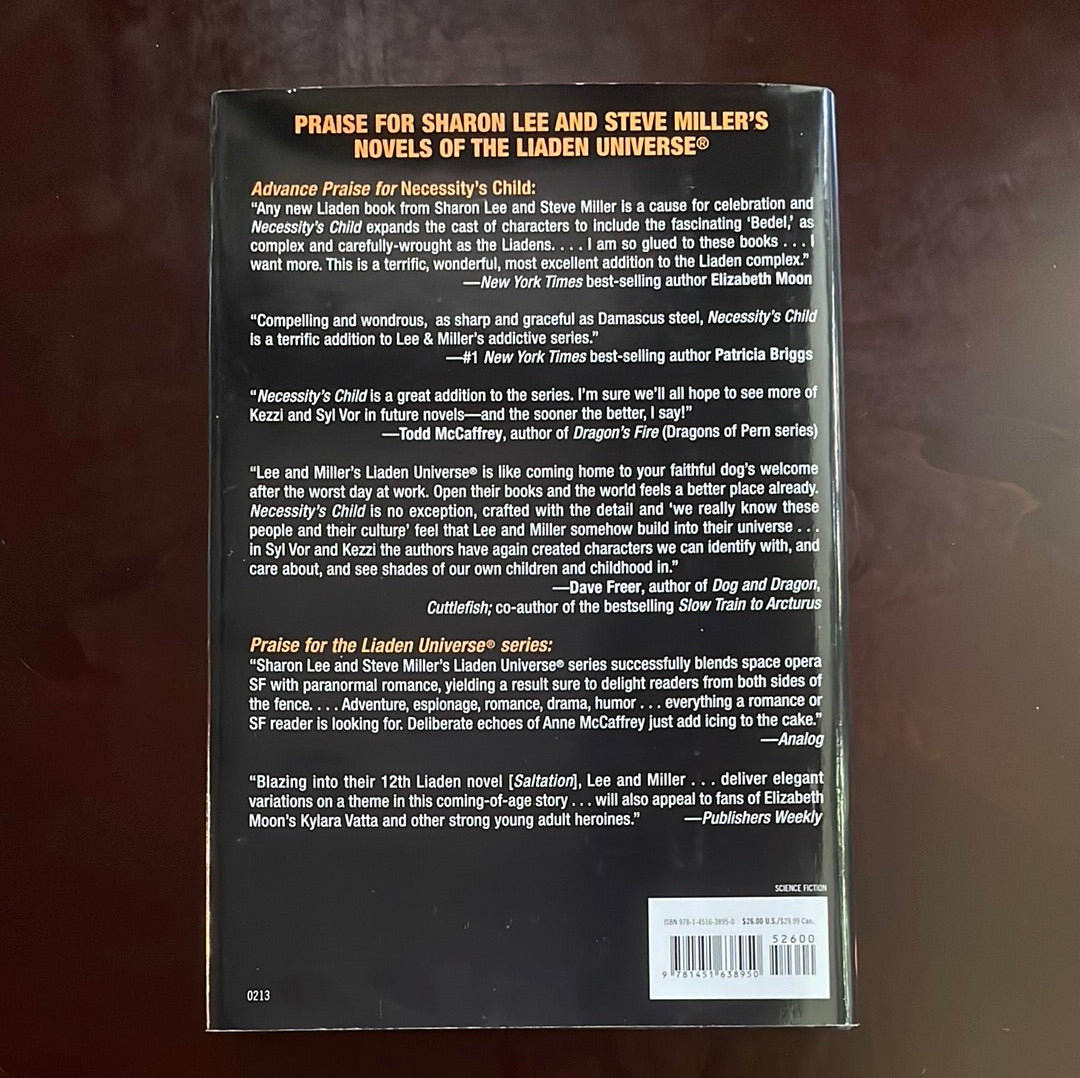 PRAISE FOR SHARON LEE AND STEVE MILLER'S
NOVELS OF THE LIADEN UNIVERSE®
Advance Praise for Necessity's Child:
“Any new Liaden book from Sharon Lee and Steve Miller is a cause for celebration and
Necessity's Child expands the cast of characters to include the fascinating ‘Bedel,’ as
complex and carefully-wrought as the Liadens. . . . I am so glued to these books . . . I
want more. This is a terrific, wonderful, most excellent addition to the Liaden complex.”
—New York Times best-selling author Elizabeth Moon
“Compelling and wondrous, as sharp and graceful as Damascus steel, Necessity's Child
is a terrific addition to Lee & Miller's addictive series.”
—#1 New York Times best-selling author Patricia Briggs
“Necessity's Child is a great addition to the series. I'm sure we'll all hope to see more of
Kezzi and Syl Vor in future novels—and the sooner the better, I say!”
—Todd McCaffrey, author of Dragon's Fire (Dragons of Pern series)
“Lee and Miller's Liaden Universe® is like coming home to your faithful dog's welcome
after the worst day at work. Open their books and the world feels a better place already.
Necessity's Child is no exception, crafted with the detail and ‘we really know these
people and their culture’ feel that Lee and Miller somehow build into their universe . . .
in Syl Vor and Kezzi the authors have again created characters we can identify with, and
care about, and see shades of our own children and childhood in.”
—Dave Freer, author of Dog and Dragon,
Cuttlefish; co-author of the bestselling Slow Train to Arcturus
Praise for the Liaden Universe® series:
“Sharon Lee and Steve Miller's Liaden Universe® series successfully blends space opera
SF with paranormal romance, yielding a result sure to delight readers from both sides of
the fence. . . . Adventure, espionage, romance, drama, humor . . . everything a romance or
SF reader is looking for. Deliberate echoes of Anne McCaffrey just add icing to the cake.”
—Analog
“Blazing into their 12th Liaden novel [Saltation], Lee and Miller . . . deliver elegant
variations on a theme in this coming-of-age story . . . will also appeal to fans of Elizabeth
Moon's Kylara Vatta and other strong young adult heroines.” —Publishers Weekly
SCIENCE FICTION
ISBN 978-1-4516-3895-0 $26.00 U.S./$29.99 Can.
52600
9 781451 638950
0213